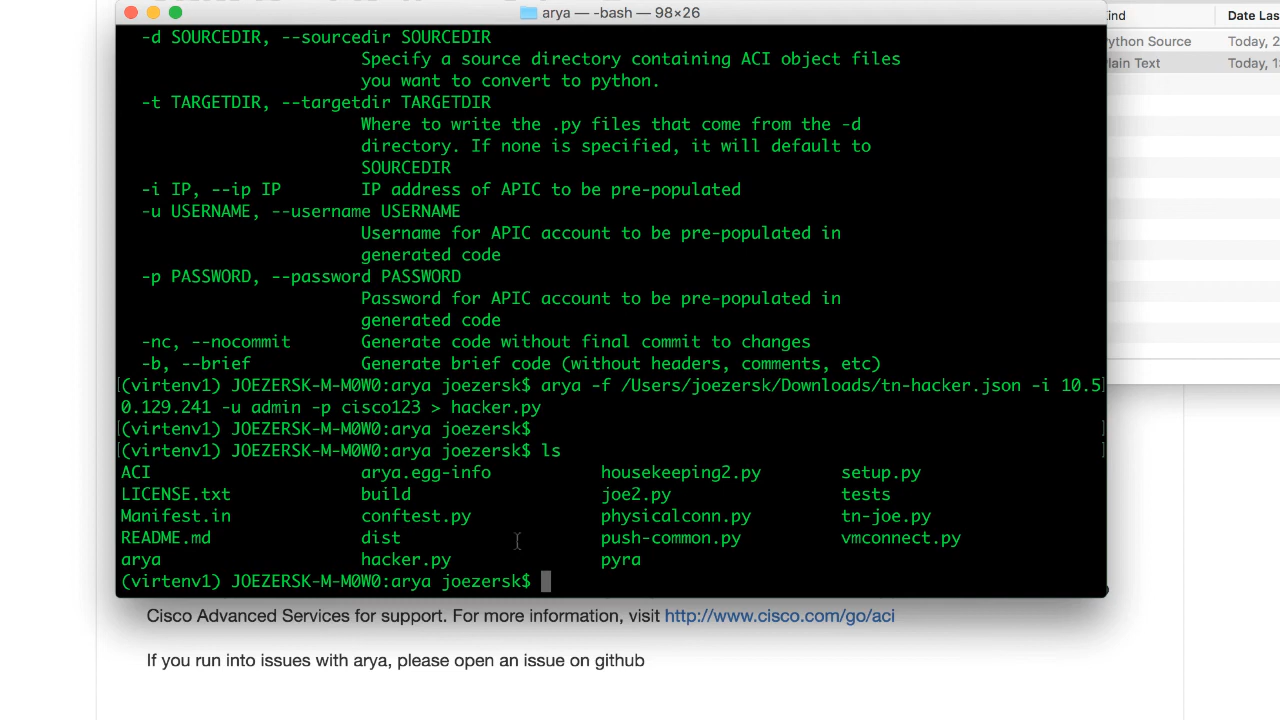 arya — -bash — 98×26
ind
Date Las
-d SOURCEDIR, --sourcedir SOURCEDIR
ython Source
Today, 2
Specify a source directory containing ACI object files
lain Text
Today, 1
you want to convert to python.
-t TARGETDIR, --targetdir TARGETDIR
Where to write the .py files that come from the -d
directory. If none is specified, it will default to
SOURCEDIR
-i IP, --ip IP IP address of APIC to be pre-populated
-u USERNAME, --username USERNAME
Username for APIC account to be pre-populated in
generated code
-p PASSWORD, --password PASSWORD
Password for APIC account to be pre-populated in
generated code
-nc, --nocommit Generate code without final commit to changes
-b, --brief Generate brief code (without headers, comments, etc)
[(virtenv1) JOEZERSK-M-M0W0:arya joezersk$ arya -f /Users/joezersk/Downloads/tn-hacker.json -i 10.5]
0.129.241 -u admin -p cisco123 > hacker.py
[(virtenv1) JOEZERSK-M-M0W0:arya joezersk$ ]
[(virtenv1) JOEZERSK-M-M0W0:arya joezersk$ ls ]
ACI arya.egg-info housekeeping2.py setup.py
LICENSE.txt build joe2.py tests
Manifest.in conftest.py physicalconn.py tn-joe.py
README.md dist push-common.py vmconnect.py
arya hacker.py pyra
(virtenv1) JOEZERSK-M-M0W0:arya joezersk$
Cisco Advanced Services for support. For more information, visit http://www.cisco.com/go/aci
If you run into issues with arya, please open an issue on github